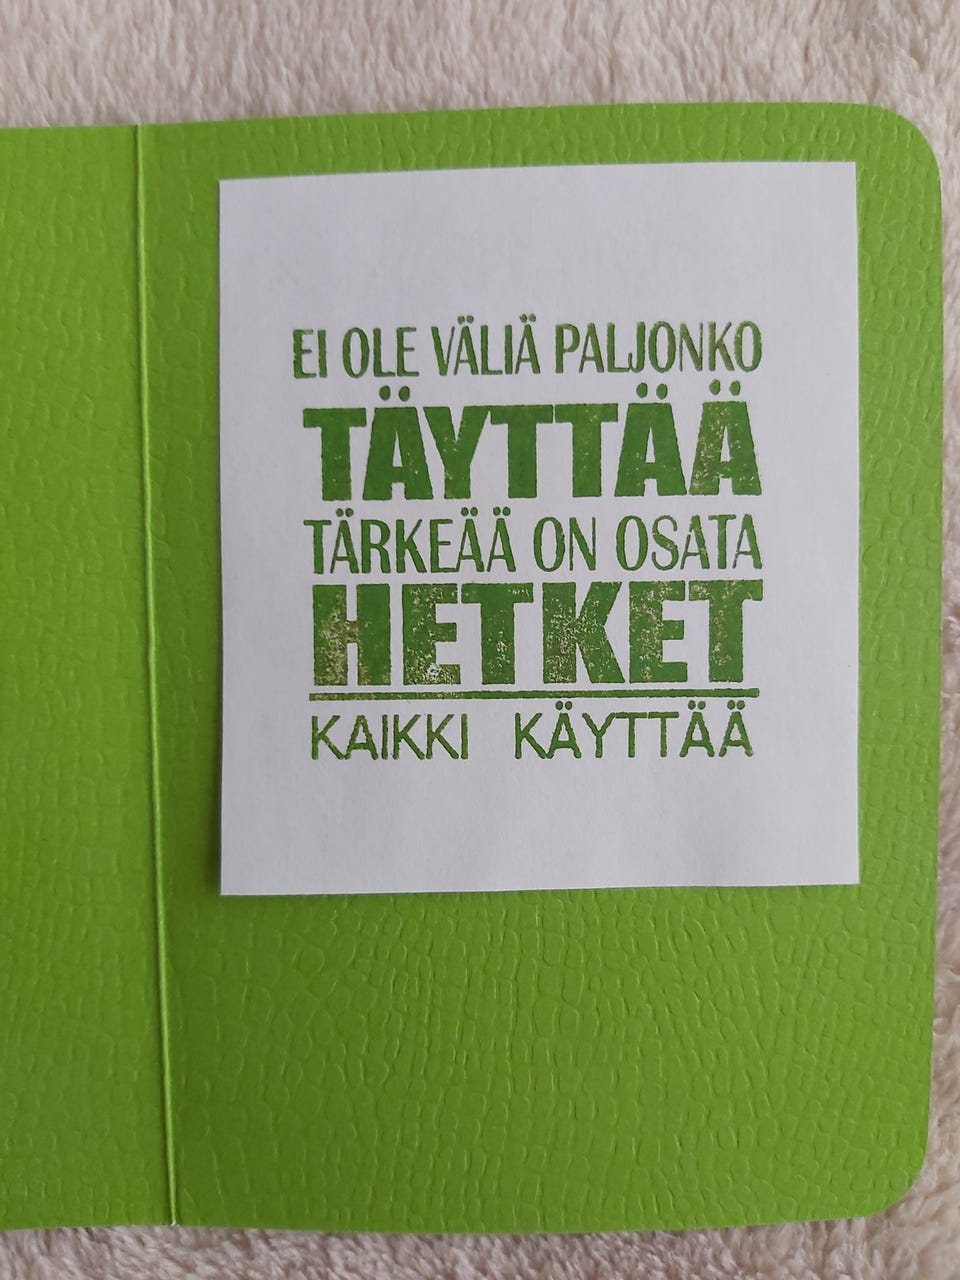 EI OLE VÄLIÄ PALJONKO
TÄYTTÄÄ
TÄRKEÄÄ ON OSATA
HETKET
KAIKKI KÄYTTÄÄ